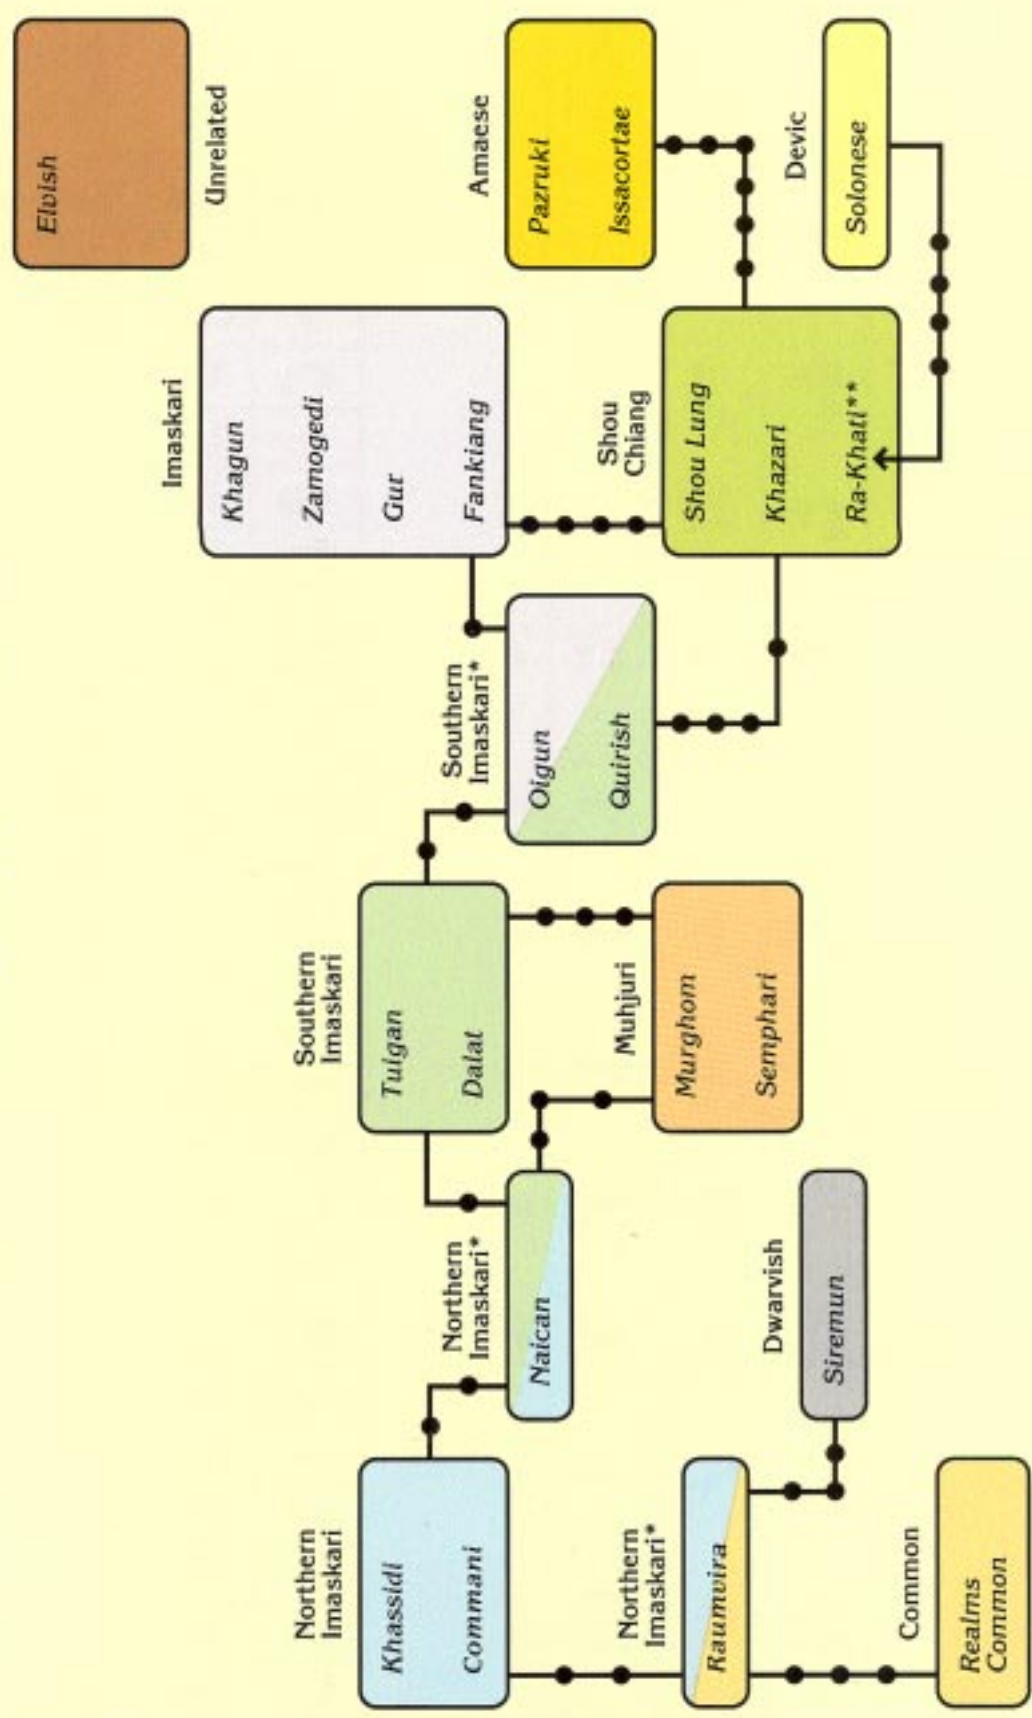 Northern
Imaskari
Khassidi
Commani
Northern
Imaskari*
Raumvira
Common
Realms
Common
Northern
Imaskari*
Naican
Dwarvish
Siremun
Southern
Imaskari
Tuigan
Dalat
Muhjuri
Murghom
Semphari
Southern
Imaskari*
Oigun
Quirish
Imaskari
Khagun
Zamogedi
Gur
Fankiang
Shou
Chiang
Shou Lung
Khazari
Ra-Khati**
Unrelated
Elvish
Amaese
Pazruki
Issacortae
Devic
Solonese